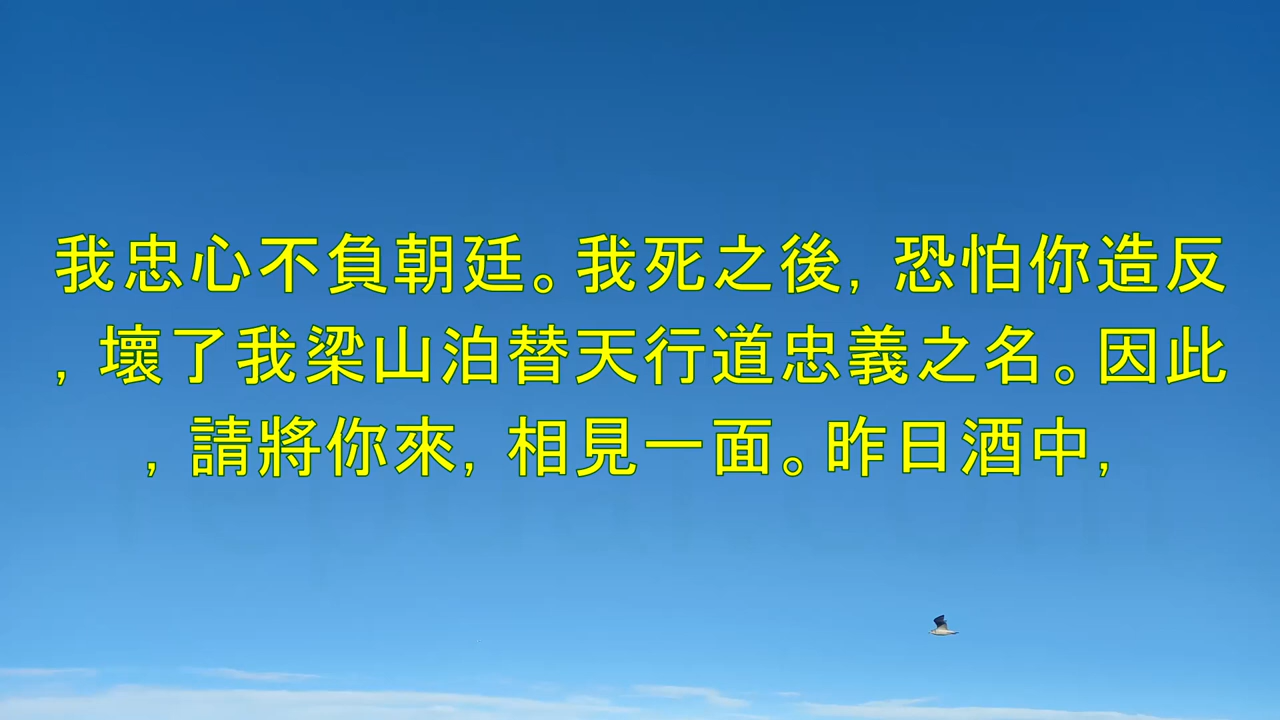 我忠心不負朝廷。我死之後，恐怕你造反
，壞了我梁山泊替天行道忠義之名。因此
，請將你來，相見一面。昨日酒中，